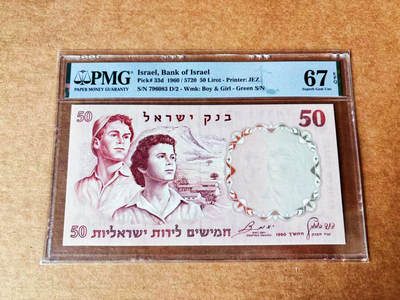 PMG
PAPER MONEY GUARANTY
Israel, Bank of Israel
Pick# 33d 1960 / 5720 50 Lirot - Printer: JEZ
S/N 796083 D/2 - Wmk: Boy & Girl - Green S/N
67 EPQ
Superb Gem Unc
50
בנק ישראל
50
50
חמישים לירות ישראליות
1960